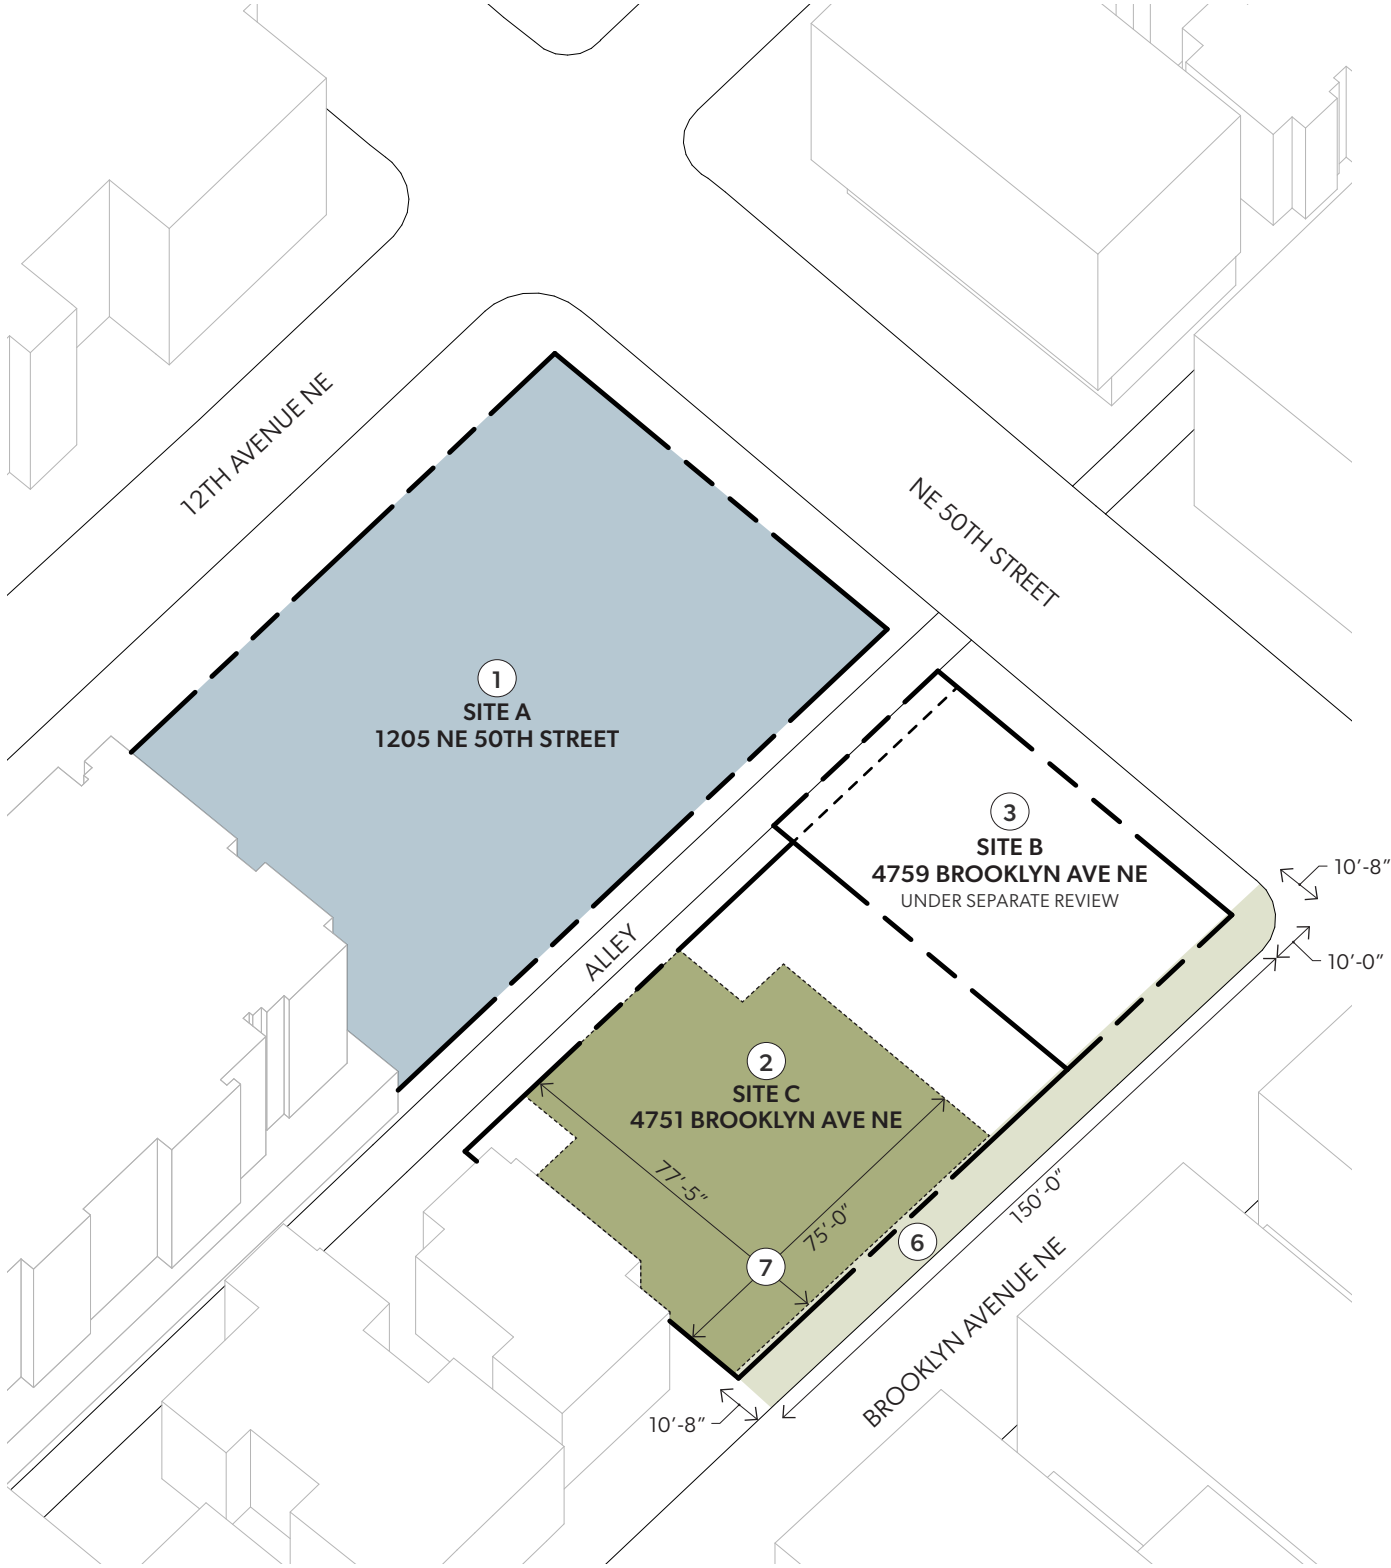 12TH AVENUE NE
NE 50TH STREET
1
SITE A
1205 NE 50TH STREET
3
SITE B
4759 BROOKLYN AVE NE
UNDER SEPARATE REVIEW
10’-8”
10’-0”
ALLEY
2
SITE C
4751 BROOKLYN AVE NE
77’-5”
75’-0”
150’-0”
6
7
BROOKLYN AVENUE NE
10’-8”